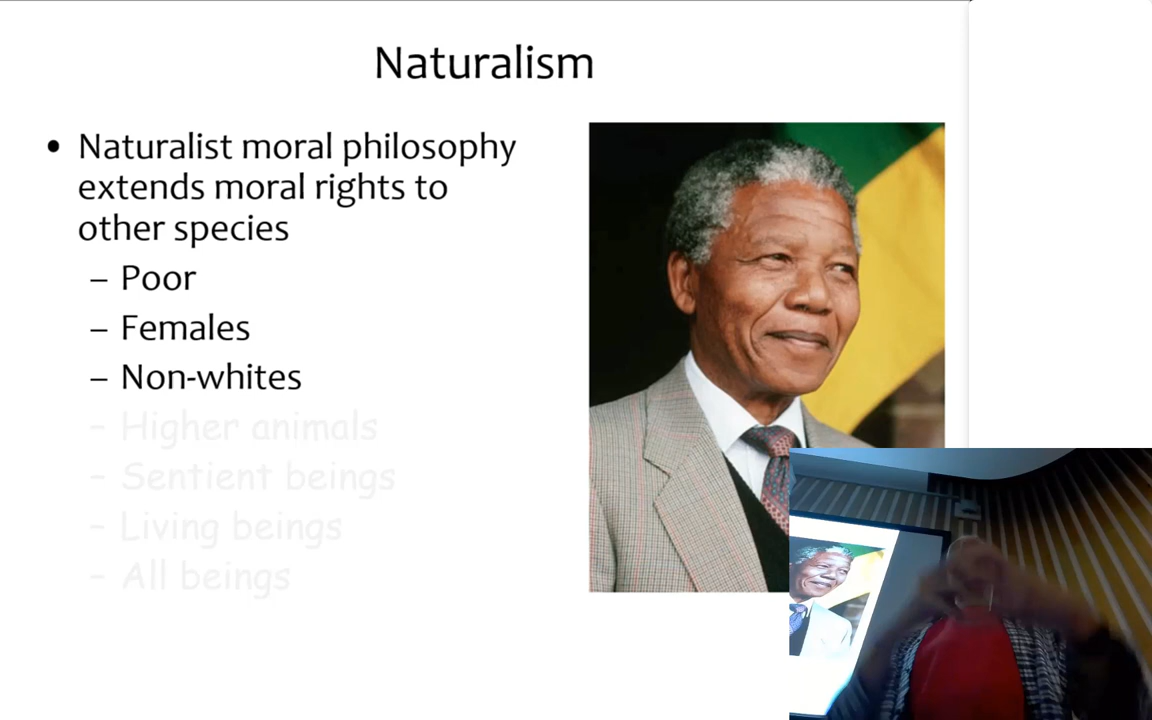 Naturalism
• Naturalist moral philosophy
extends moral rights to
other species
– Poor
– Females
– Non-whites
– Higher animals
– Sentient beings
– Living beings
– All beings